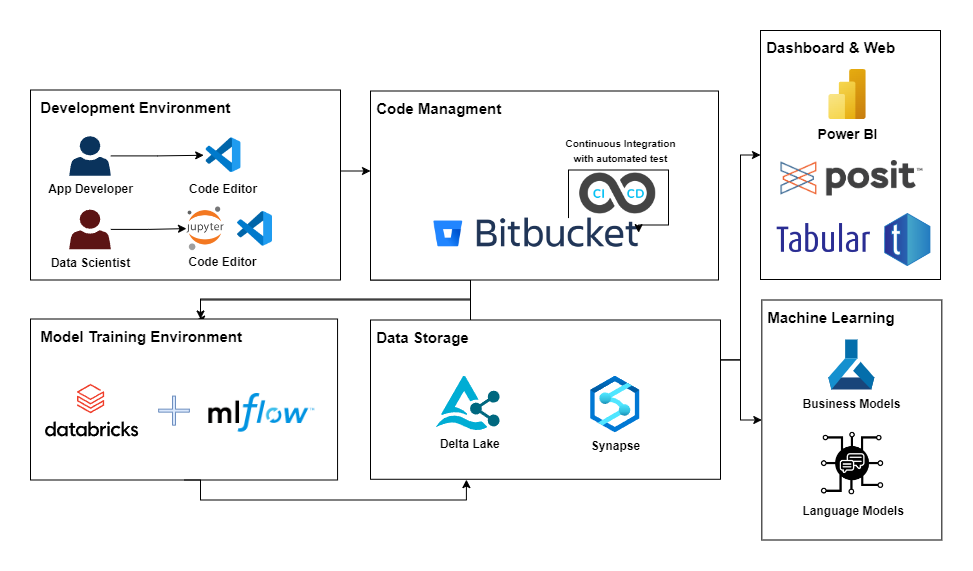 Development Environment
App Developer
Code Editor
Data Scientist
jupyter
Code Editor
Code Managment
Continuous Integration
with automated test
CI CD
Bitbucket
Dashboard & Web
Power BI
posit™
Tabular t
Model Training Environment
databricks
mlflow™
Data Storage
Delta Lake
Synapse
Machine Learning
Business Models
Language Models